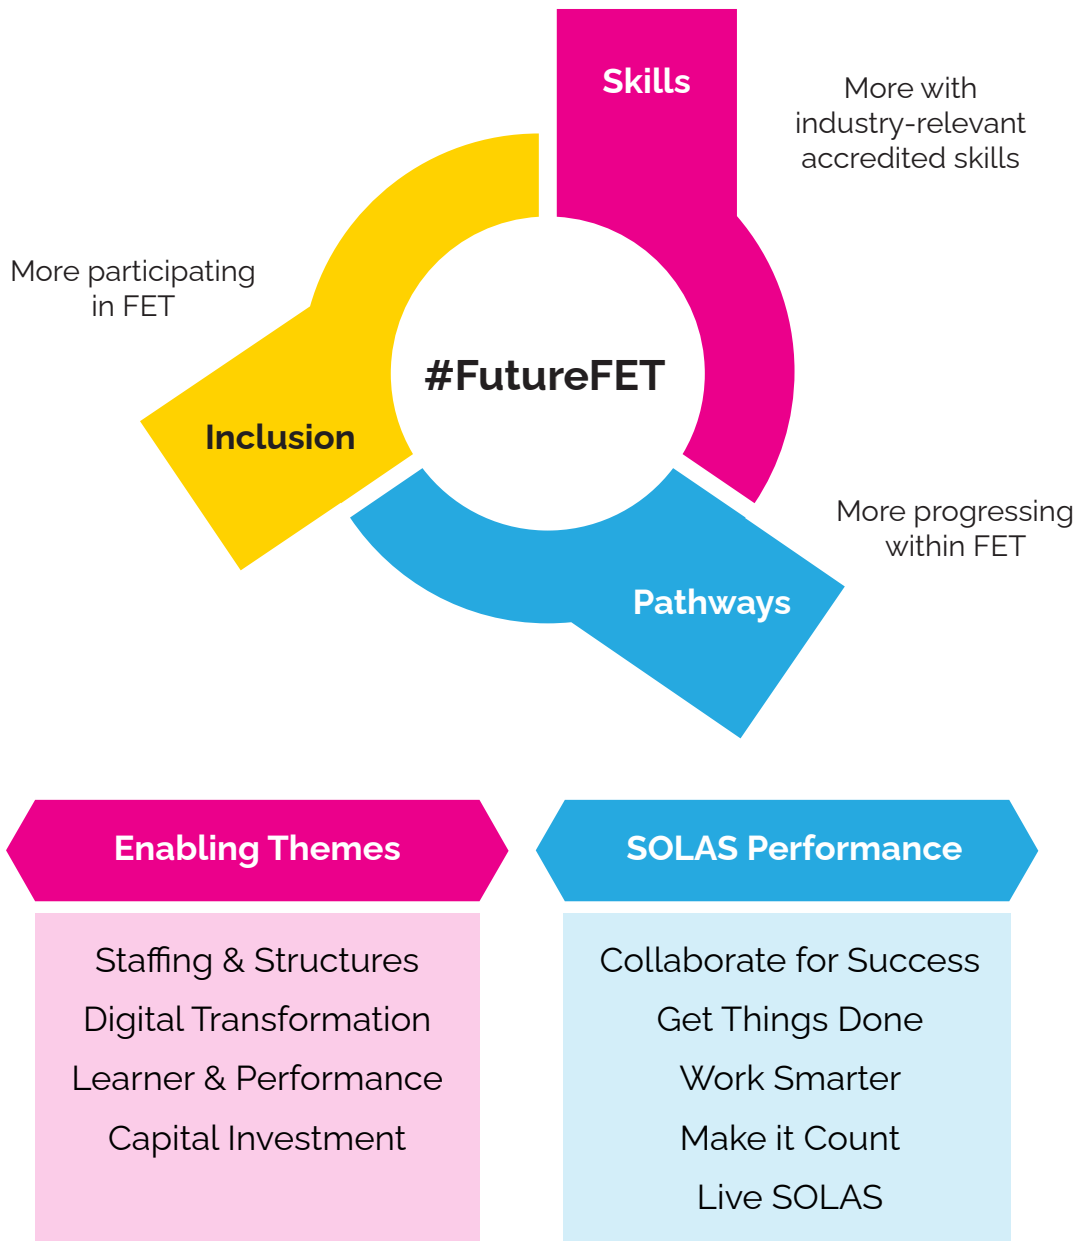 Skills
More with
industry-relevant
accredited skills
More participating
in FET
#FutureFET
Inclusion
More progressing
within FET
Pathways
Enabling Themes
Staffing & Structures
Digital Transformation
Learner & Performance
Capital Investment
SOLAS Performance
Collaborate for Success
Get Things Done
Work Smarter
Make it Count
Live SOLAS